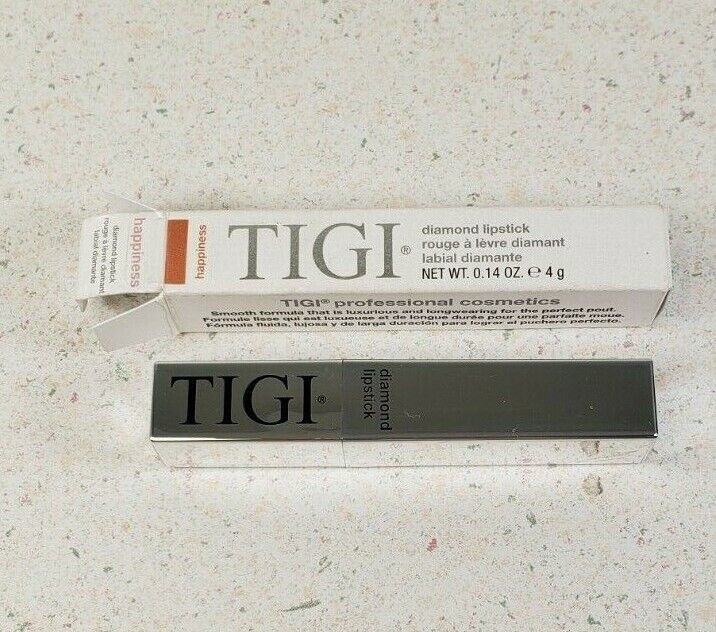 happiness
diamond lipstick
rouge à lèvre diamant
labial diamante
happiness
TIGI®
diamond lipstick
rouge à lèvre diamant
labial diamante
NET WT. 0.14 OZ. ℮ 4 g
TIGI® professional cosmetics
Smooth formula that is luxurious and longwearing for the perfect pout.
Formule lisse qui est luxueuse et de longue durée pour une parfaite moue.
Fórmula fluida, lujosa y de larga duración para lograr el puchero perfecto.
TIGI®
diamond
lipstick